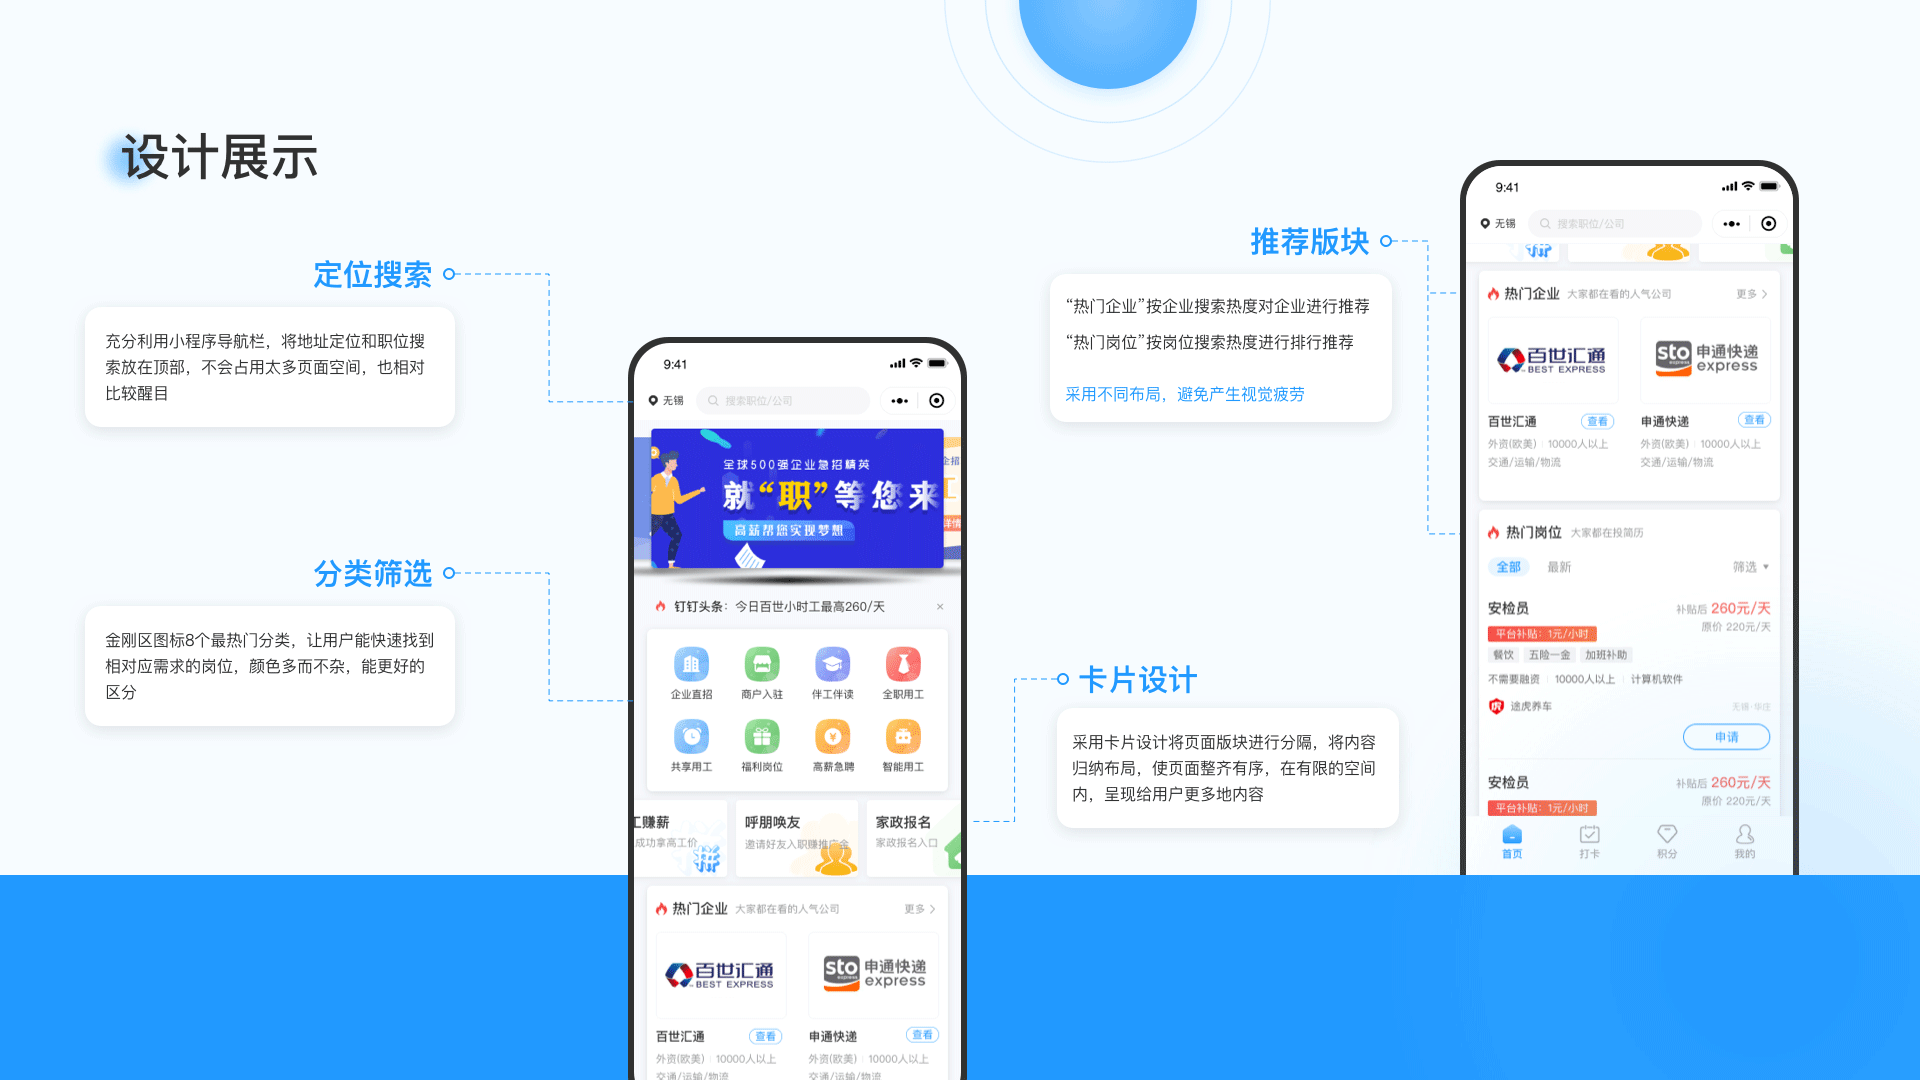 设计展示
定位搜索
充分利用小程序导航栏，将地址定位和职位搜
索放在顶部，不会占用太多页面空间，也相对
比较醒目
分类筛选
金刚区图标8个最热门分类，让用户能快速找到
相对应需求的岗位，颜色多而不杂，能更好的
区分
9:41
无锡
搜索职位/公司
全球500强企业急招精英
就“职”等您来
高薪帮您实现梦想
企招
工
详情
钉钉头条：今日百世小时工最高260/天
×
企业直招
商户入驻
伴工伴读
全职用工
共享用工
福利岗位
高薪急聘
智能用工
工赚薪
成功拿高工价
拼
呼朋唤友
邀请好友入职赚推广金
家政报名
家政报名入口
热门企业 大家都在看的人气公司 更多
百世汇通
BEST EXPRESS
sto
express
申通快递
express
百世汇通 查看
外资(欧美) 10000人以上
交通/运输/物流
申通快递 查看
外资(欧美) 10000人以上
交通/运输/物流
推荐版块
“热门企业”按企业搜索热度对企业进行推荐
“热门岗位”按岗位搜索热度进行排行推荐
采用不同布局，避免产生视觉疲劳
卡片设计
采用卡片设计将页面版块进行分隔，将内容
归纳布局，使页面整齐有序，在有限的空间
内，呈现给用户更多地内容
9:41
无锡
搜索职位/公司
拼
热门企业 大家都在看的人气公司 更多
百世汇通
BEST EXPRESS
sto
express
申通快递
express
百世汇通 查看
外资(欧美) 10000人以上
交通/运输/物流
申通快递 查看
外资(欧美) 10000人以上
交通/运输/物流
热门岗位 大家都在投简历
全部 最新 筛选
安检员 补贴后 260元/天
平台补贴：1元/小时 原价 220元/天
餐饮 五险一金 加班补助
不需要融资 10000人以上 计算机软件
虎 途虎养车 无锡·华庄
申请
安检员 补贴后 260元/天
平台补贴：1元/小时 原价 220元/天
首页 打卡 积分 我的